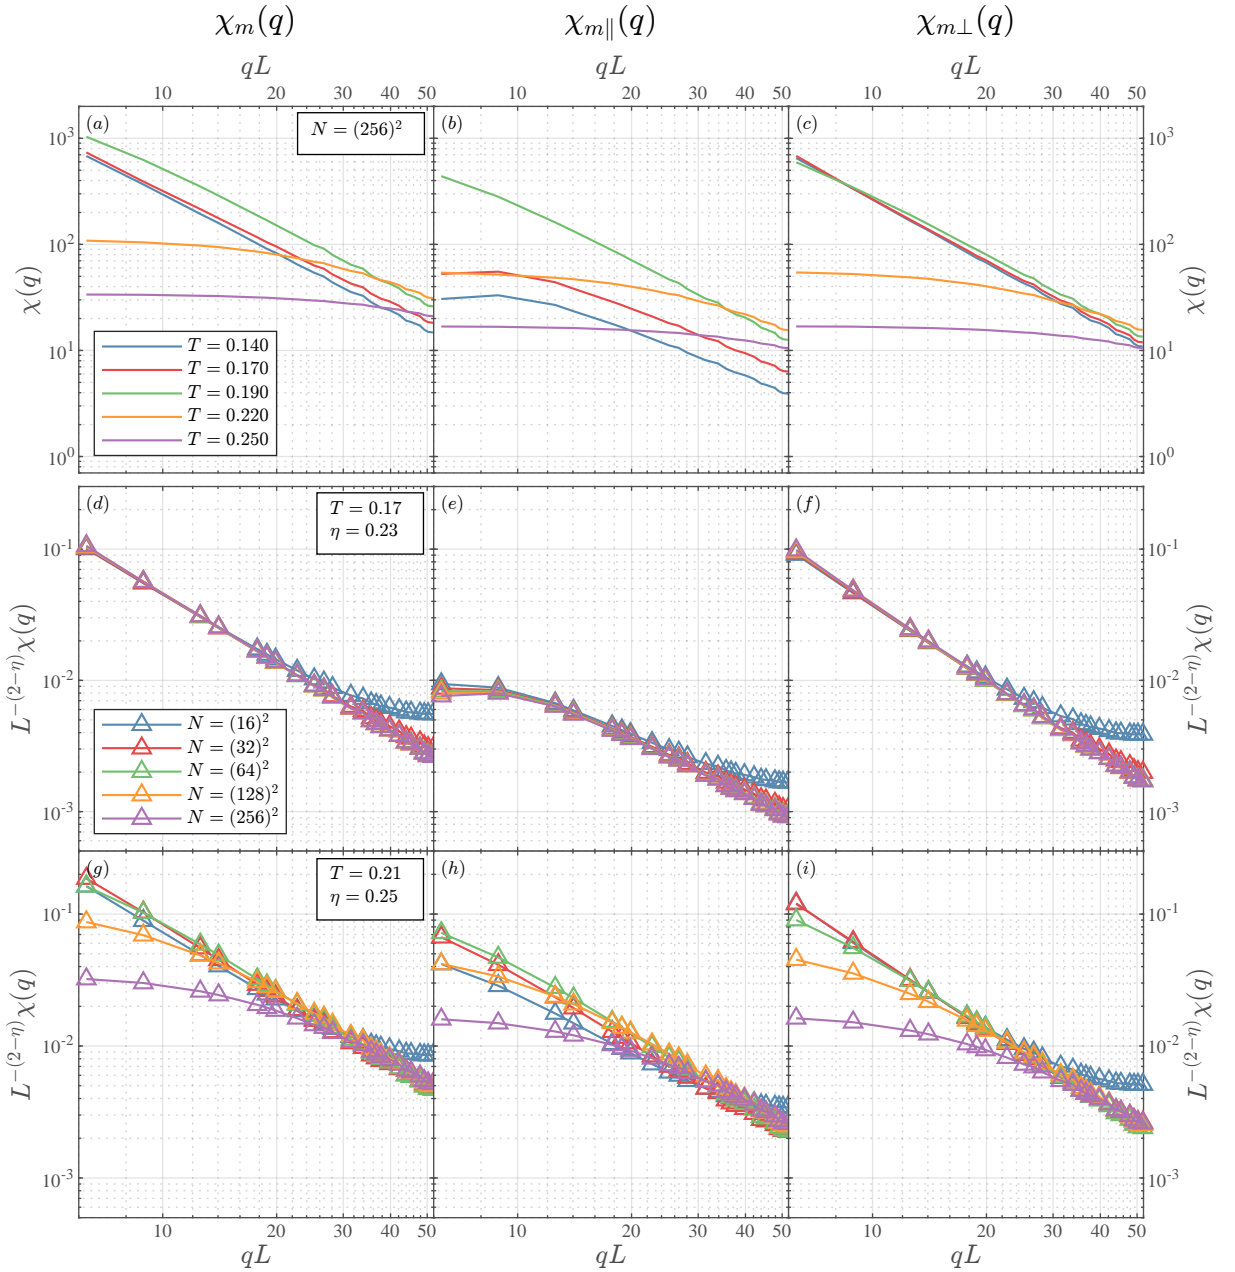 χ_m(q) χ_{m∥}(q) χ_{m⊥}(q)
qL qL qL
10 20 30 40 50 10 20 30 40 50 10 20 30 40 50
(a) N = (256)^2 (b) (c)
10^3 10^3
10^2 10^2
10^1 10^1
10^0 10^0
χ(q) χ(q)
T = 0.140
T = 0.170
T = 0.190
T = 0.220
T = 0.250
(d) (e) (f)
T = 0.17
η = 0.23
10^{-1} 10^{-1}
10^{-2} 10^{-2}
10^{-3} 10^{-3}
L^{-(2-η)}χ(q) L^{-(2-η)}χ(q)
N = (16)^2
N = (32)^2
N = (64)^2
N = (128)^2
N = (256)^2
(g) (h) (i)
T = 0.21
η = 0.25
10^{-1} 10^{-1}
10^{-2} 10^{-2}
10^{-3} 10^{-3}
L^{-(2-η)}χ(q) L^{-(2-η)}χ(q)
10 20 30 40 50 10 20 30 40 50 10 20 30 40 50
qL qL qL